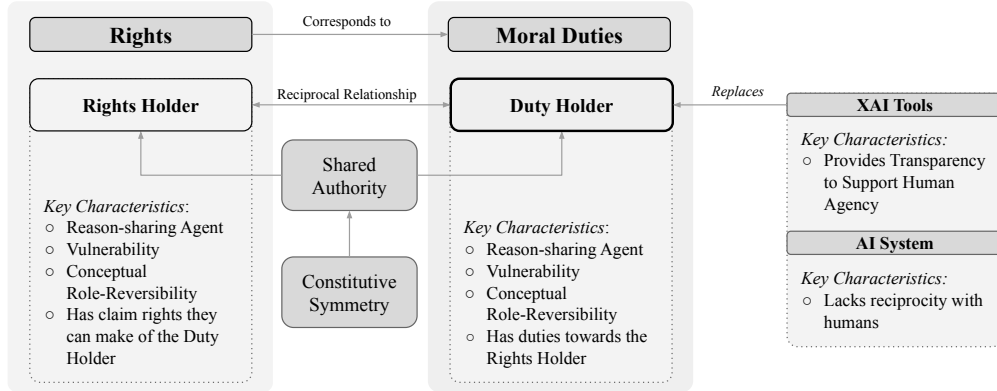 Rights
Corresponds to
Moral Duties
Rights Holder
Reciprocal Relationship
Duty Holder
Replaces
XAI Tools
Key Characteristics:
○ Provides Transparency
to Support Human
Agency
AI System
Key Characteristics:
○ Lacks reciprocity with
humans
Shared
Authority
Constitutive
Symmetry
Key Characteristics:
○ Reason-sharing Agent
○ Vulnerability
○ Conceptual
Role-Reversibility
○ Has claim rights they
can make of the Duty
Holder
Key Characteristics:
○ Reason-sharing Agent
○ Vulnerability
○ Conceptual
Role-Reversibility
○ Has duties towards the
Rights Holder